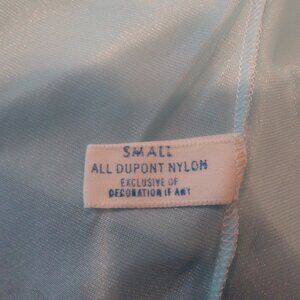 SMALL
ALL DUPONT NYLON
EXCLUSIVE OF
DECORATION IF ANY